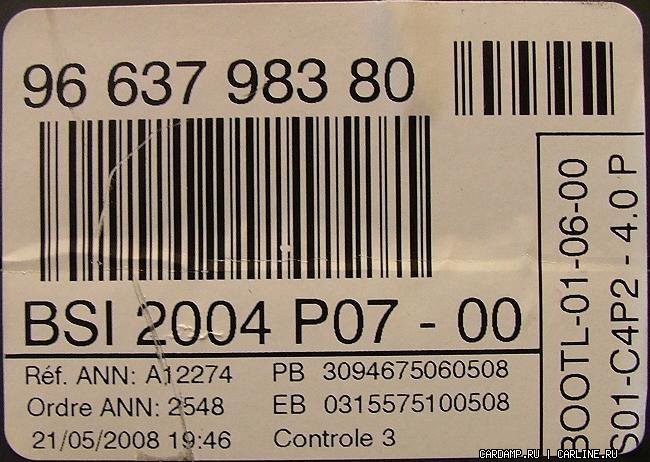 96 637 983 80
BSI 2004 P07 - 00
Réf. ANN: A12274 PB 3094675060508
Ordre ANN: 2548 EB 0315575100508
21/05/2008 19:46 Controle 3
BOOTL-01-06-00
S01-C4P2 - 4.0 P
CARDAMP.RU | CARLINE.RU